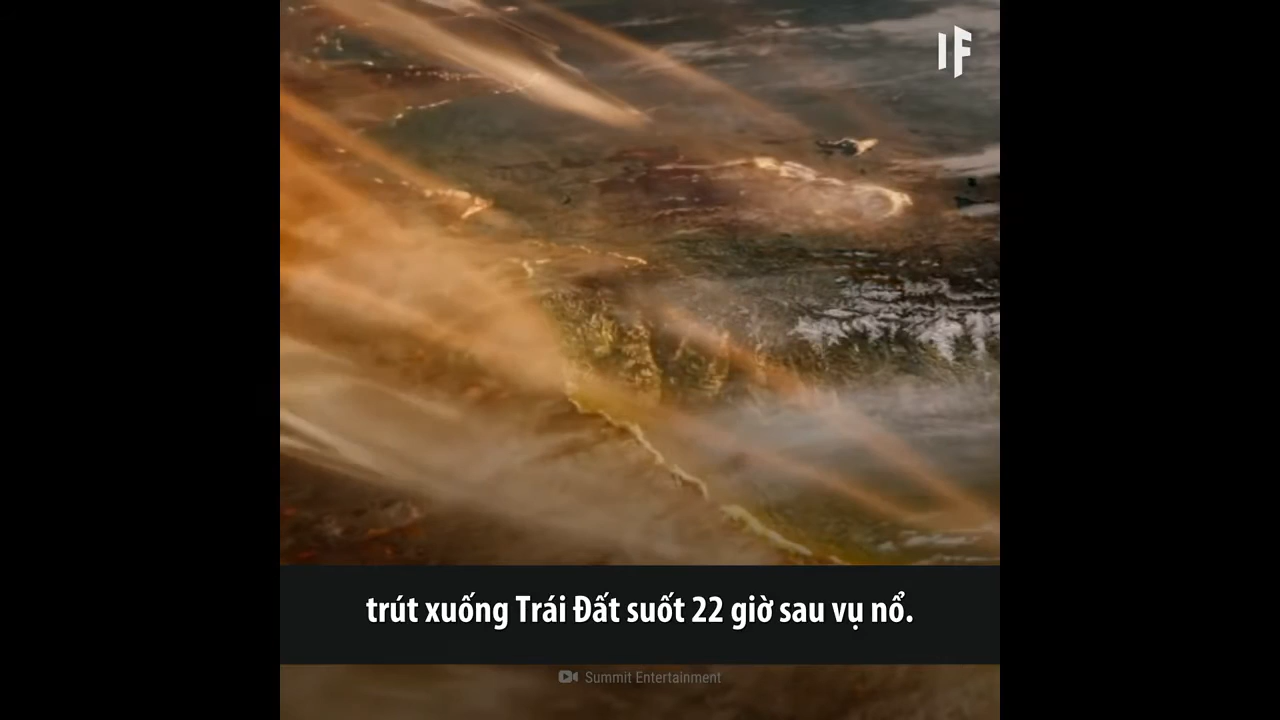 IF
trút xuống Trái Đất suốt 22 giờ sau vụ nổ.
Summit Entertainment